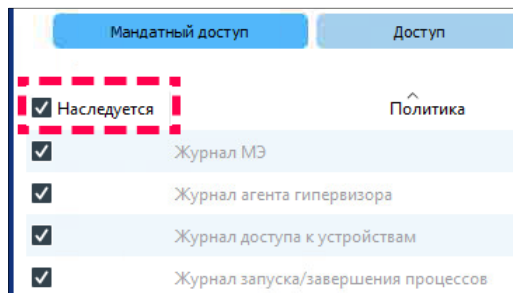 Мандатный доступ Доступ
Наследуется Политика
Журнал МЭ
Журнал агента гипервизора
Журнал доступа к устройствам
Журнал запуска/завершения процессов